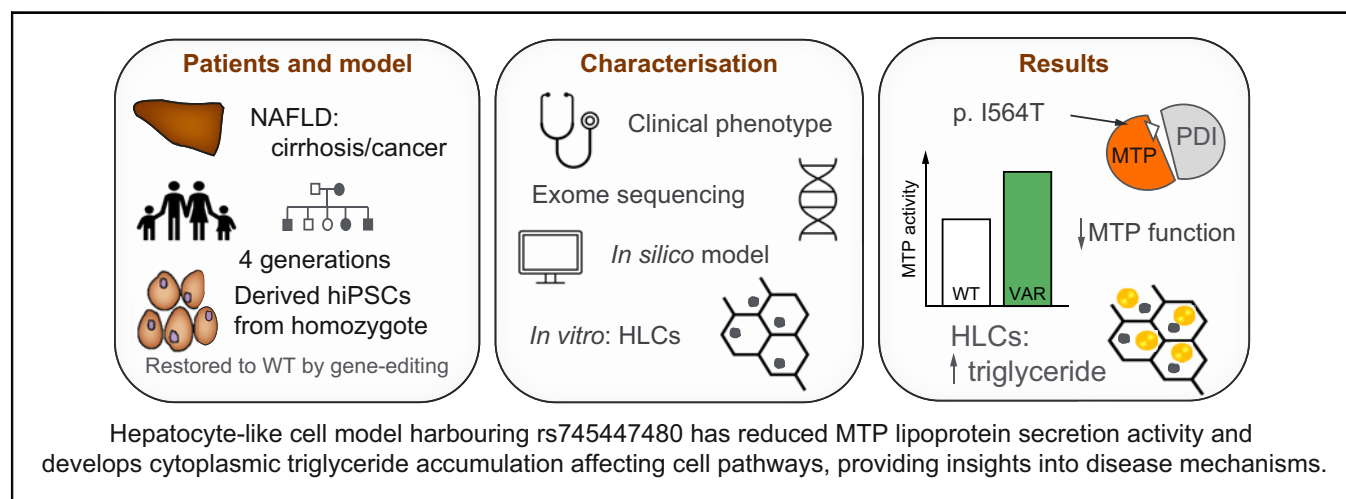 Patients and model
NAFLD:
cirrhosis/cancer
4 generations
Derived hiPSCs
from homozygote
Restored to WT by gene-editing
Characterisation
Clinical phenotype
Exome sequencing
In silico model
In vitro: HLCs
Results
p. I564T
MTP
PDI
MTP activity
WT
VAR
↓MTP function
HLCs:
↑ triglyceride
Hepatocyte-like cell model harbouring rs745447480 has reduced MTP lipoprotein secretion activity and
develops cytoplasmic triglyceride accumulation affecting cell pathways, providing insights into disease mechanisms.